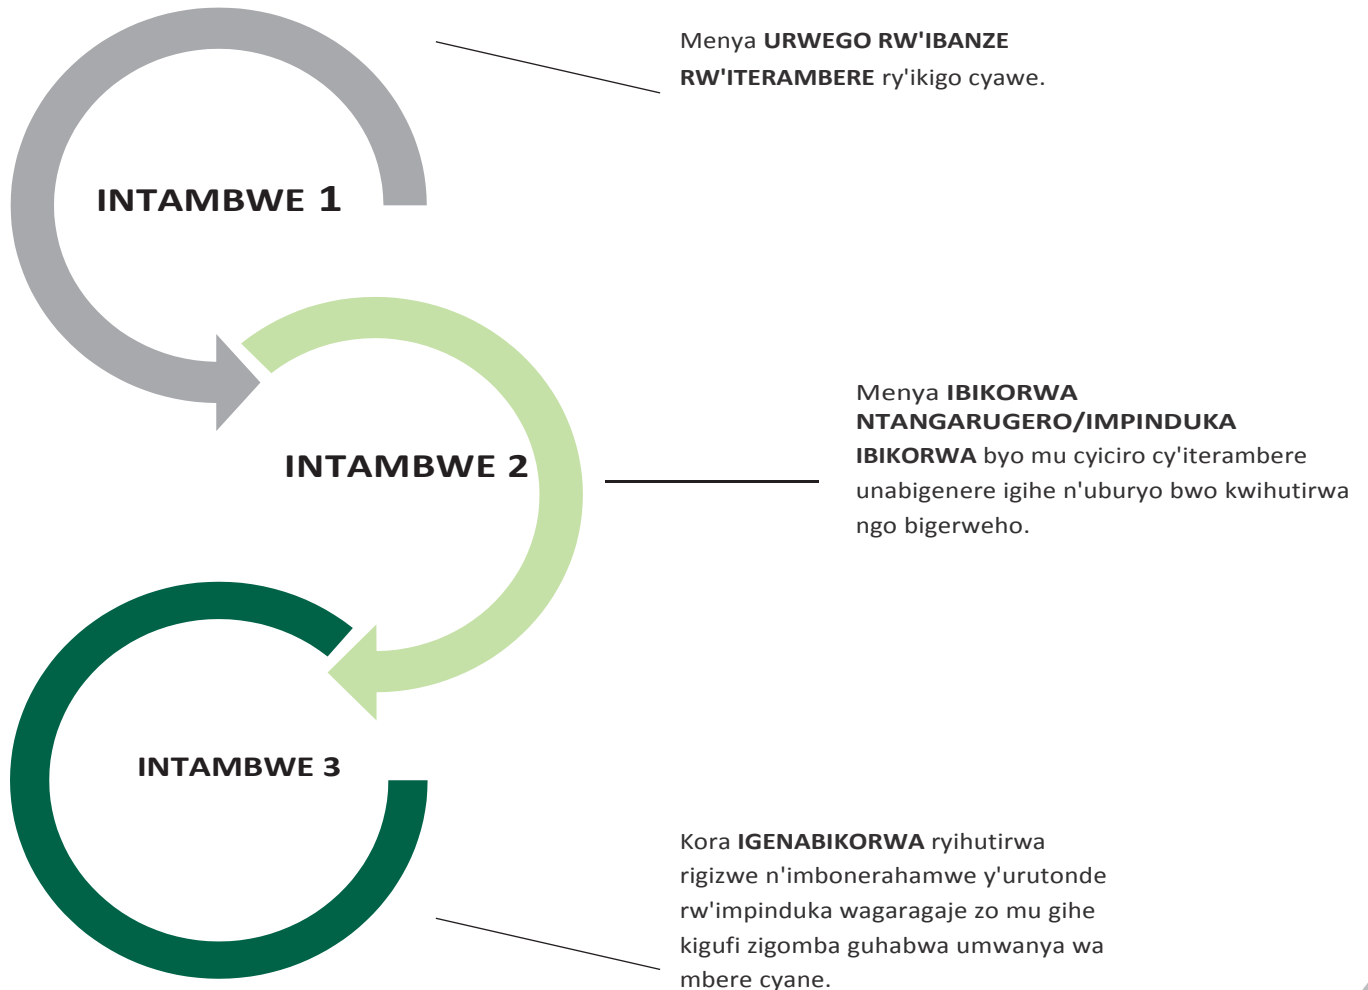 Menya URWEGO RW'IBANZE
RW'ITERAMBERE ry'ikigo cyawe.
INTAMBWE 1
Menya IBIKORWA
NTANGARUGERO/IMPINDUKA
IBIKORWA byo mu cyiciro cy'iterambere
unabigenere igihe n'uburyo bwo kwihutirwa
ngo bigerweho.
INTAMBWE 2
INTAMBWE 3
Kora IGENABIKORWA ryihutirwa
rigizwe n'imbonerahamwe y'urutonde
rw'impinduka wagaragaje zo mu gihe
kigufi zigomba guhabwa umwanya wa
mbere cyane.